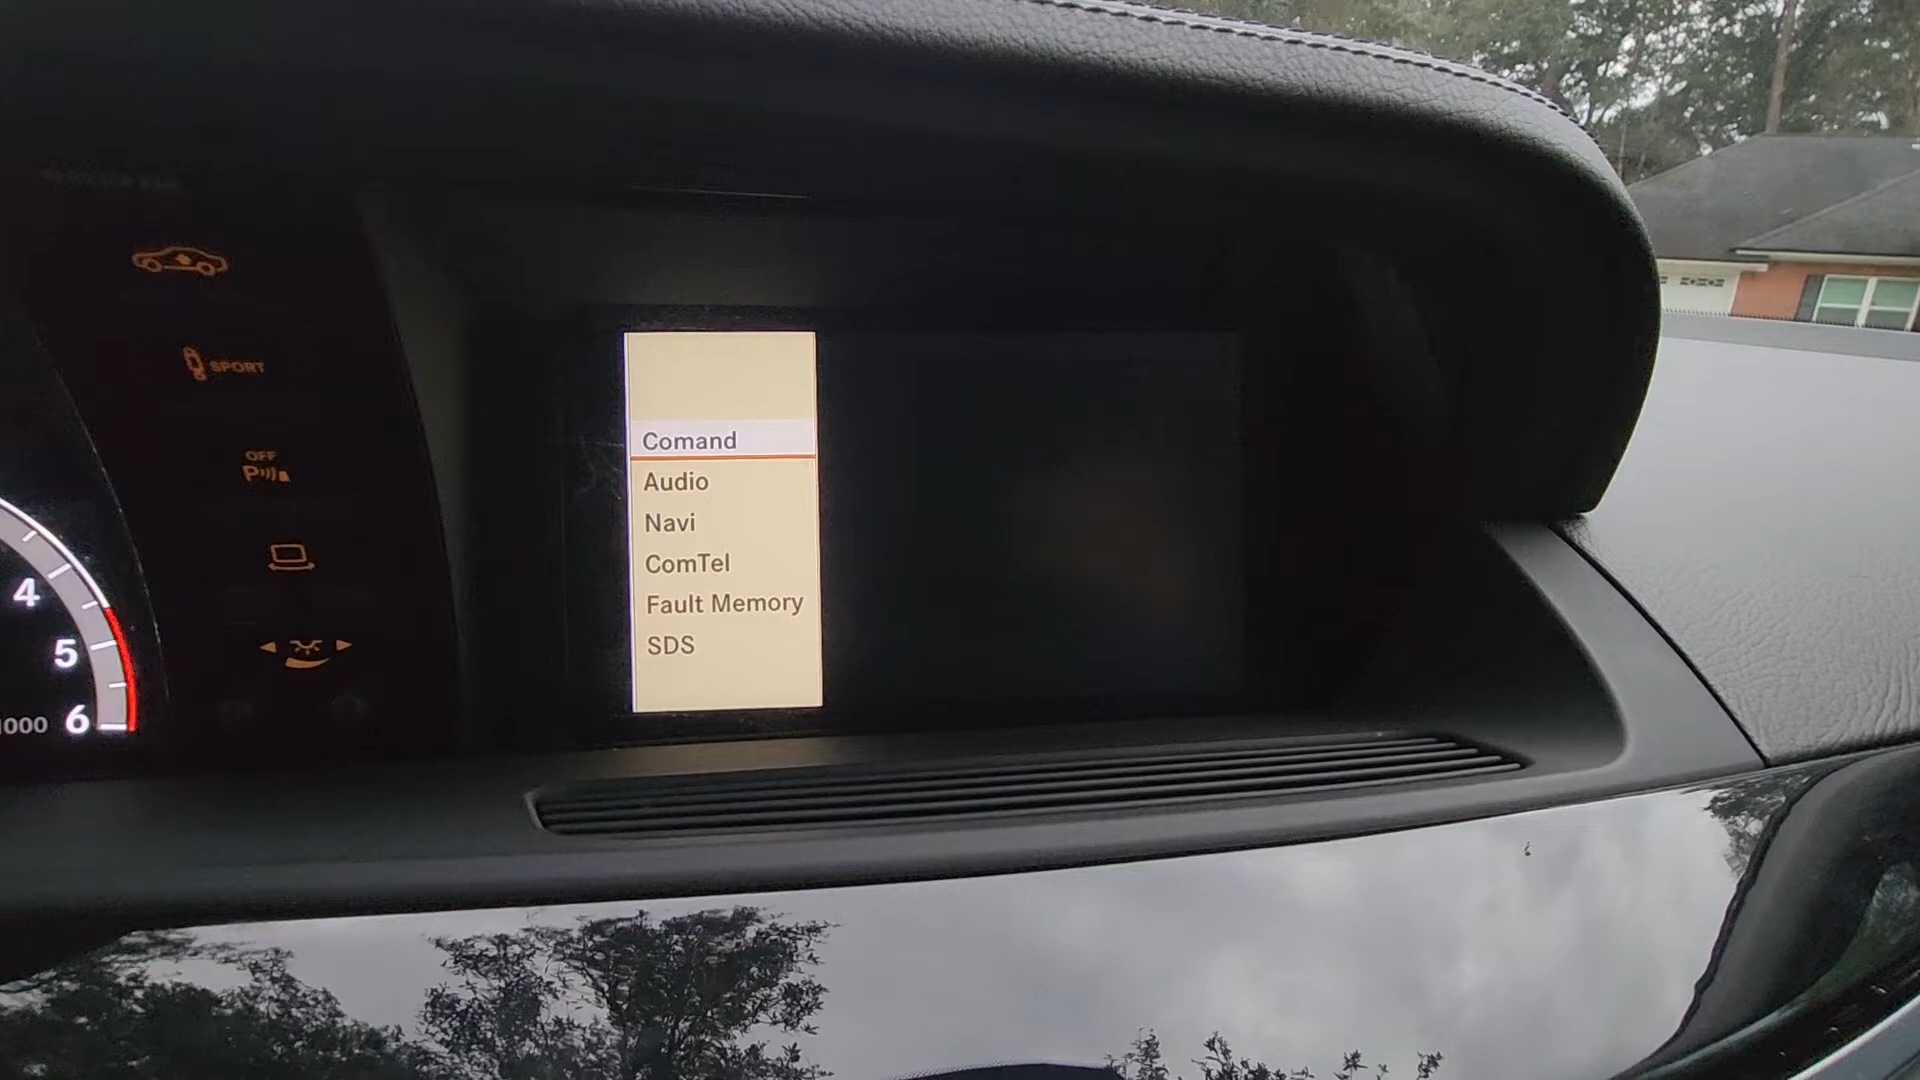 SPORT
OFF
P
4
5
1000
6
Comand
Audio
Navi
ComTel
Fault Memory
SDS